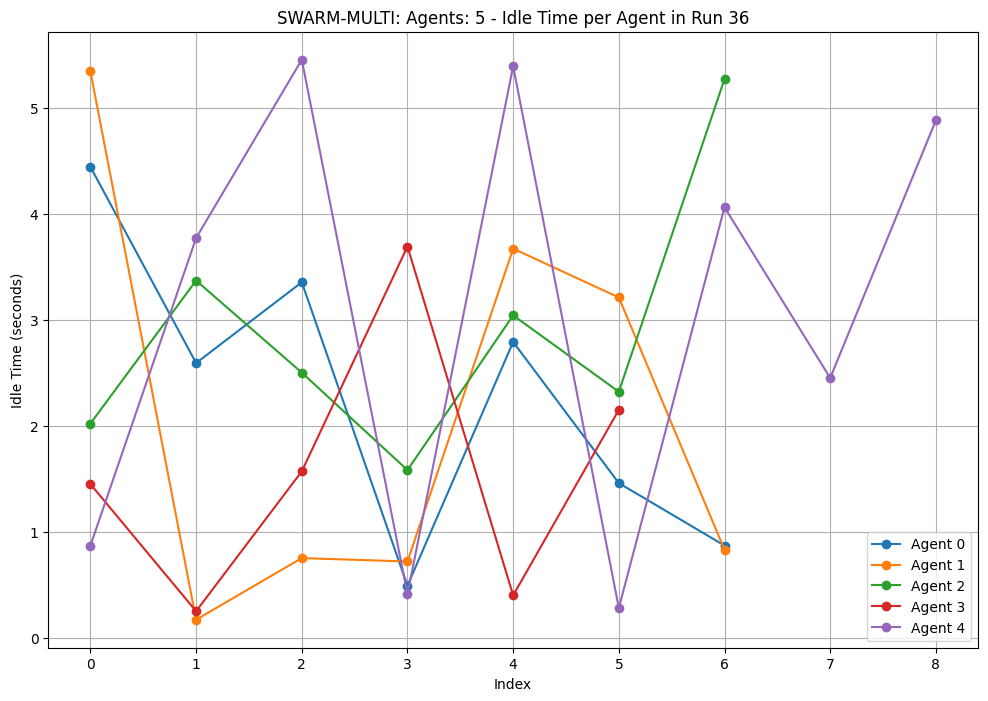 SWARM-MULTI: Agents: 5 - Idle Time per Agent in Run 36
Idle Time (seconds)
5
4
3
2
1
0
0 1 2 3 4 5 6 7 8
Index
Agent 0
Agent 1
Agent 2
Agent 3
Agent 4